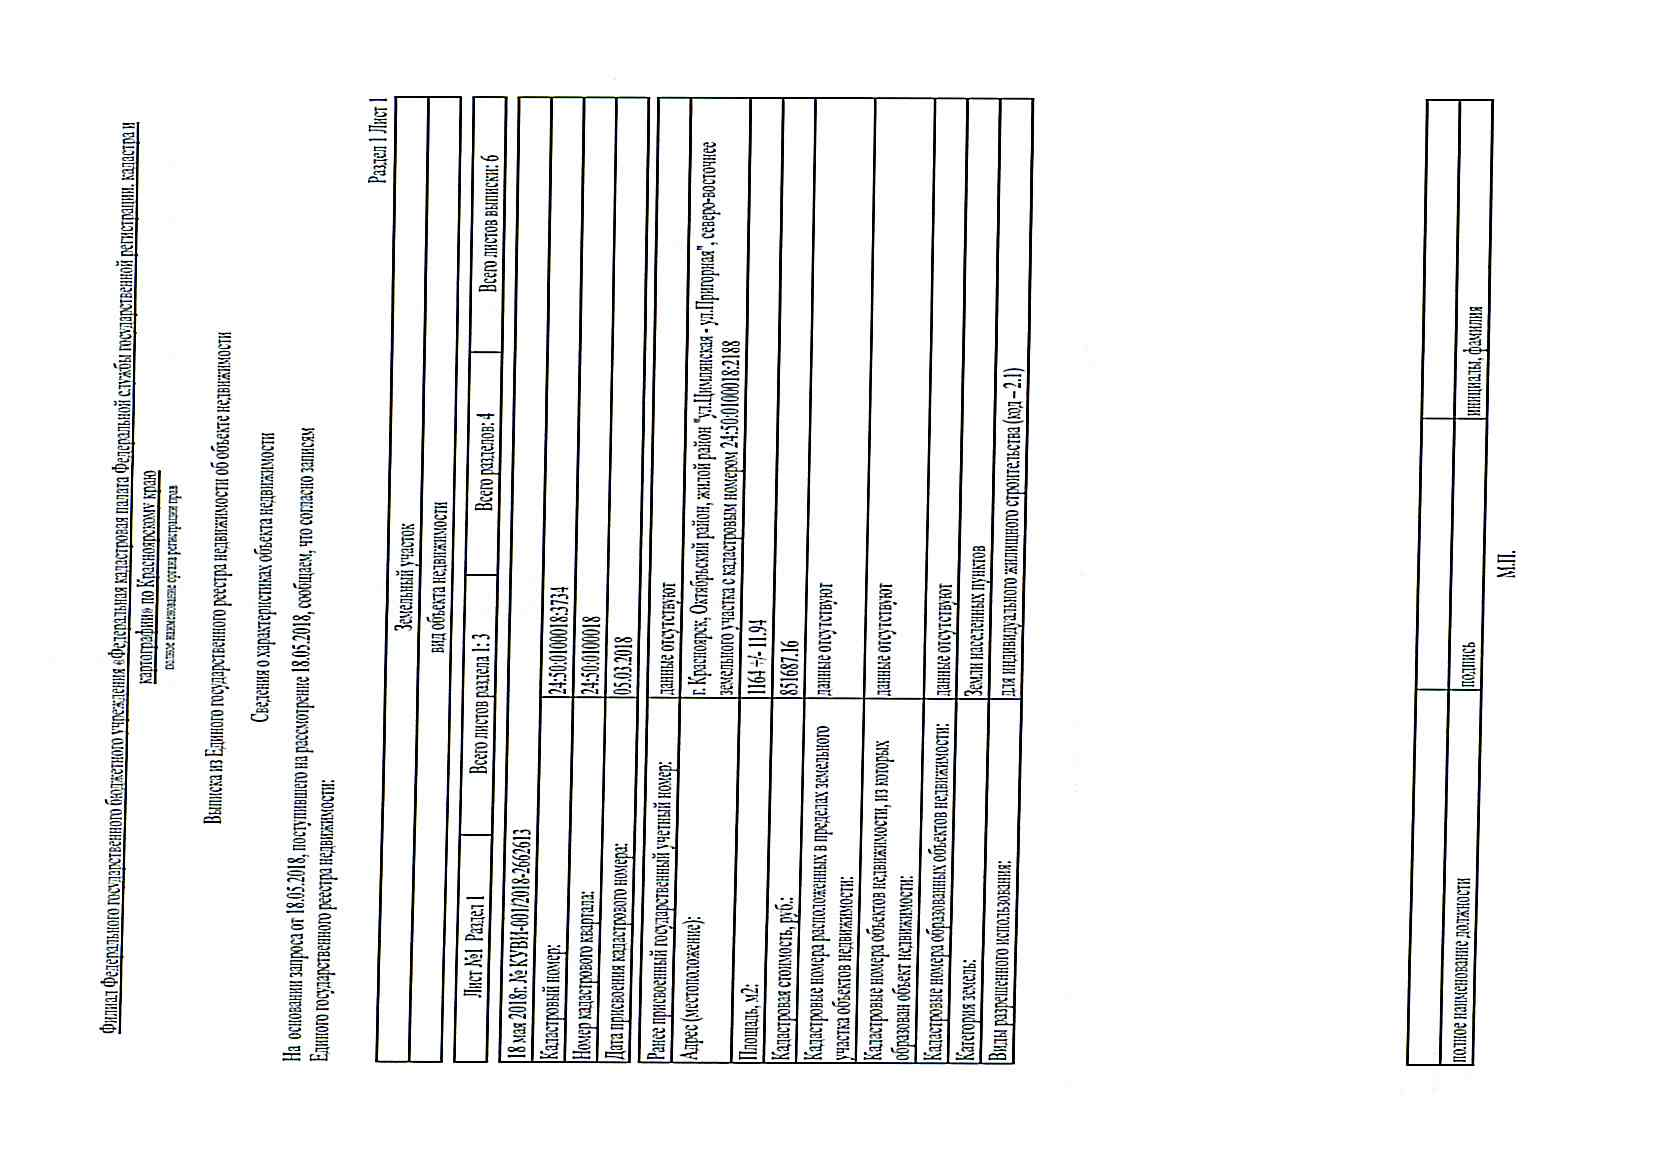 Филиал Федерального государственного бюджетного учреждения «Федеральная кадастровая палата Федеральной службы государственной регистрации, кадастра и
картографии» по Красноярскому краю
полное наименование органа регистрации прав
Выписка из Единого государственного реестра недвижимости об объекте недвижимости
Сведения о характеристиках объекта недвижимости
На основании запроса от 18.05.2018, поступившего на рассмотрение 18.05.2018, сообщаем, что согласно записям
Единого государственного реестра недвижимости:
Раздел 1 Лист 1
Земельный участок
вид объекта недвижимости
Лист №1 Раздел 1 Всего листов раздела 1: 3 Всего разделов: 4 Всего листов выписки: 6
18 мая 2018г. № КУВИ-001/2018-2662613
Кадастровый номер: 24:50:0100018:3734
Номер кадастрового квартала: 24:50:0100018
Дата присвоения кадастрового номера: 05.03.2018
Ранее присвоенный государственный учетный номер: данные отсутствуют
Адрес (местоположение): г. Красноярск, Октябрьский район, жилой район "ул.Цимлянская - ул.Пригорная", северо-восточнее
земельного участка с кадастровым номером 24:50:0100018:2188
Площадь, м2: 1164 +/- 11.94
Кадастровая стоимость, руб.: 851687.16
Кадастровые номера расположенных в пределах земельного данные отсутствуют
участка объектов недвижимости:
Кадастровые номера объектов недвижимости, из которых данные отсутствуют
образован объект недвижимости:
Кадастровые номера образованных объектов недвижимости: данные отсутствуют
Категория земель: Земли населенных пунктов
Виды разрешенного использования: для индивидуального жилищного строительства (код – 2.1)
полное наименование должности подпись инициалы, фамилия
М.П.